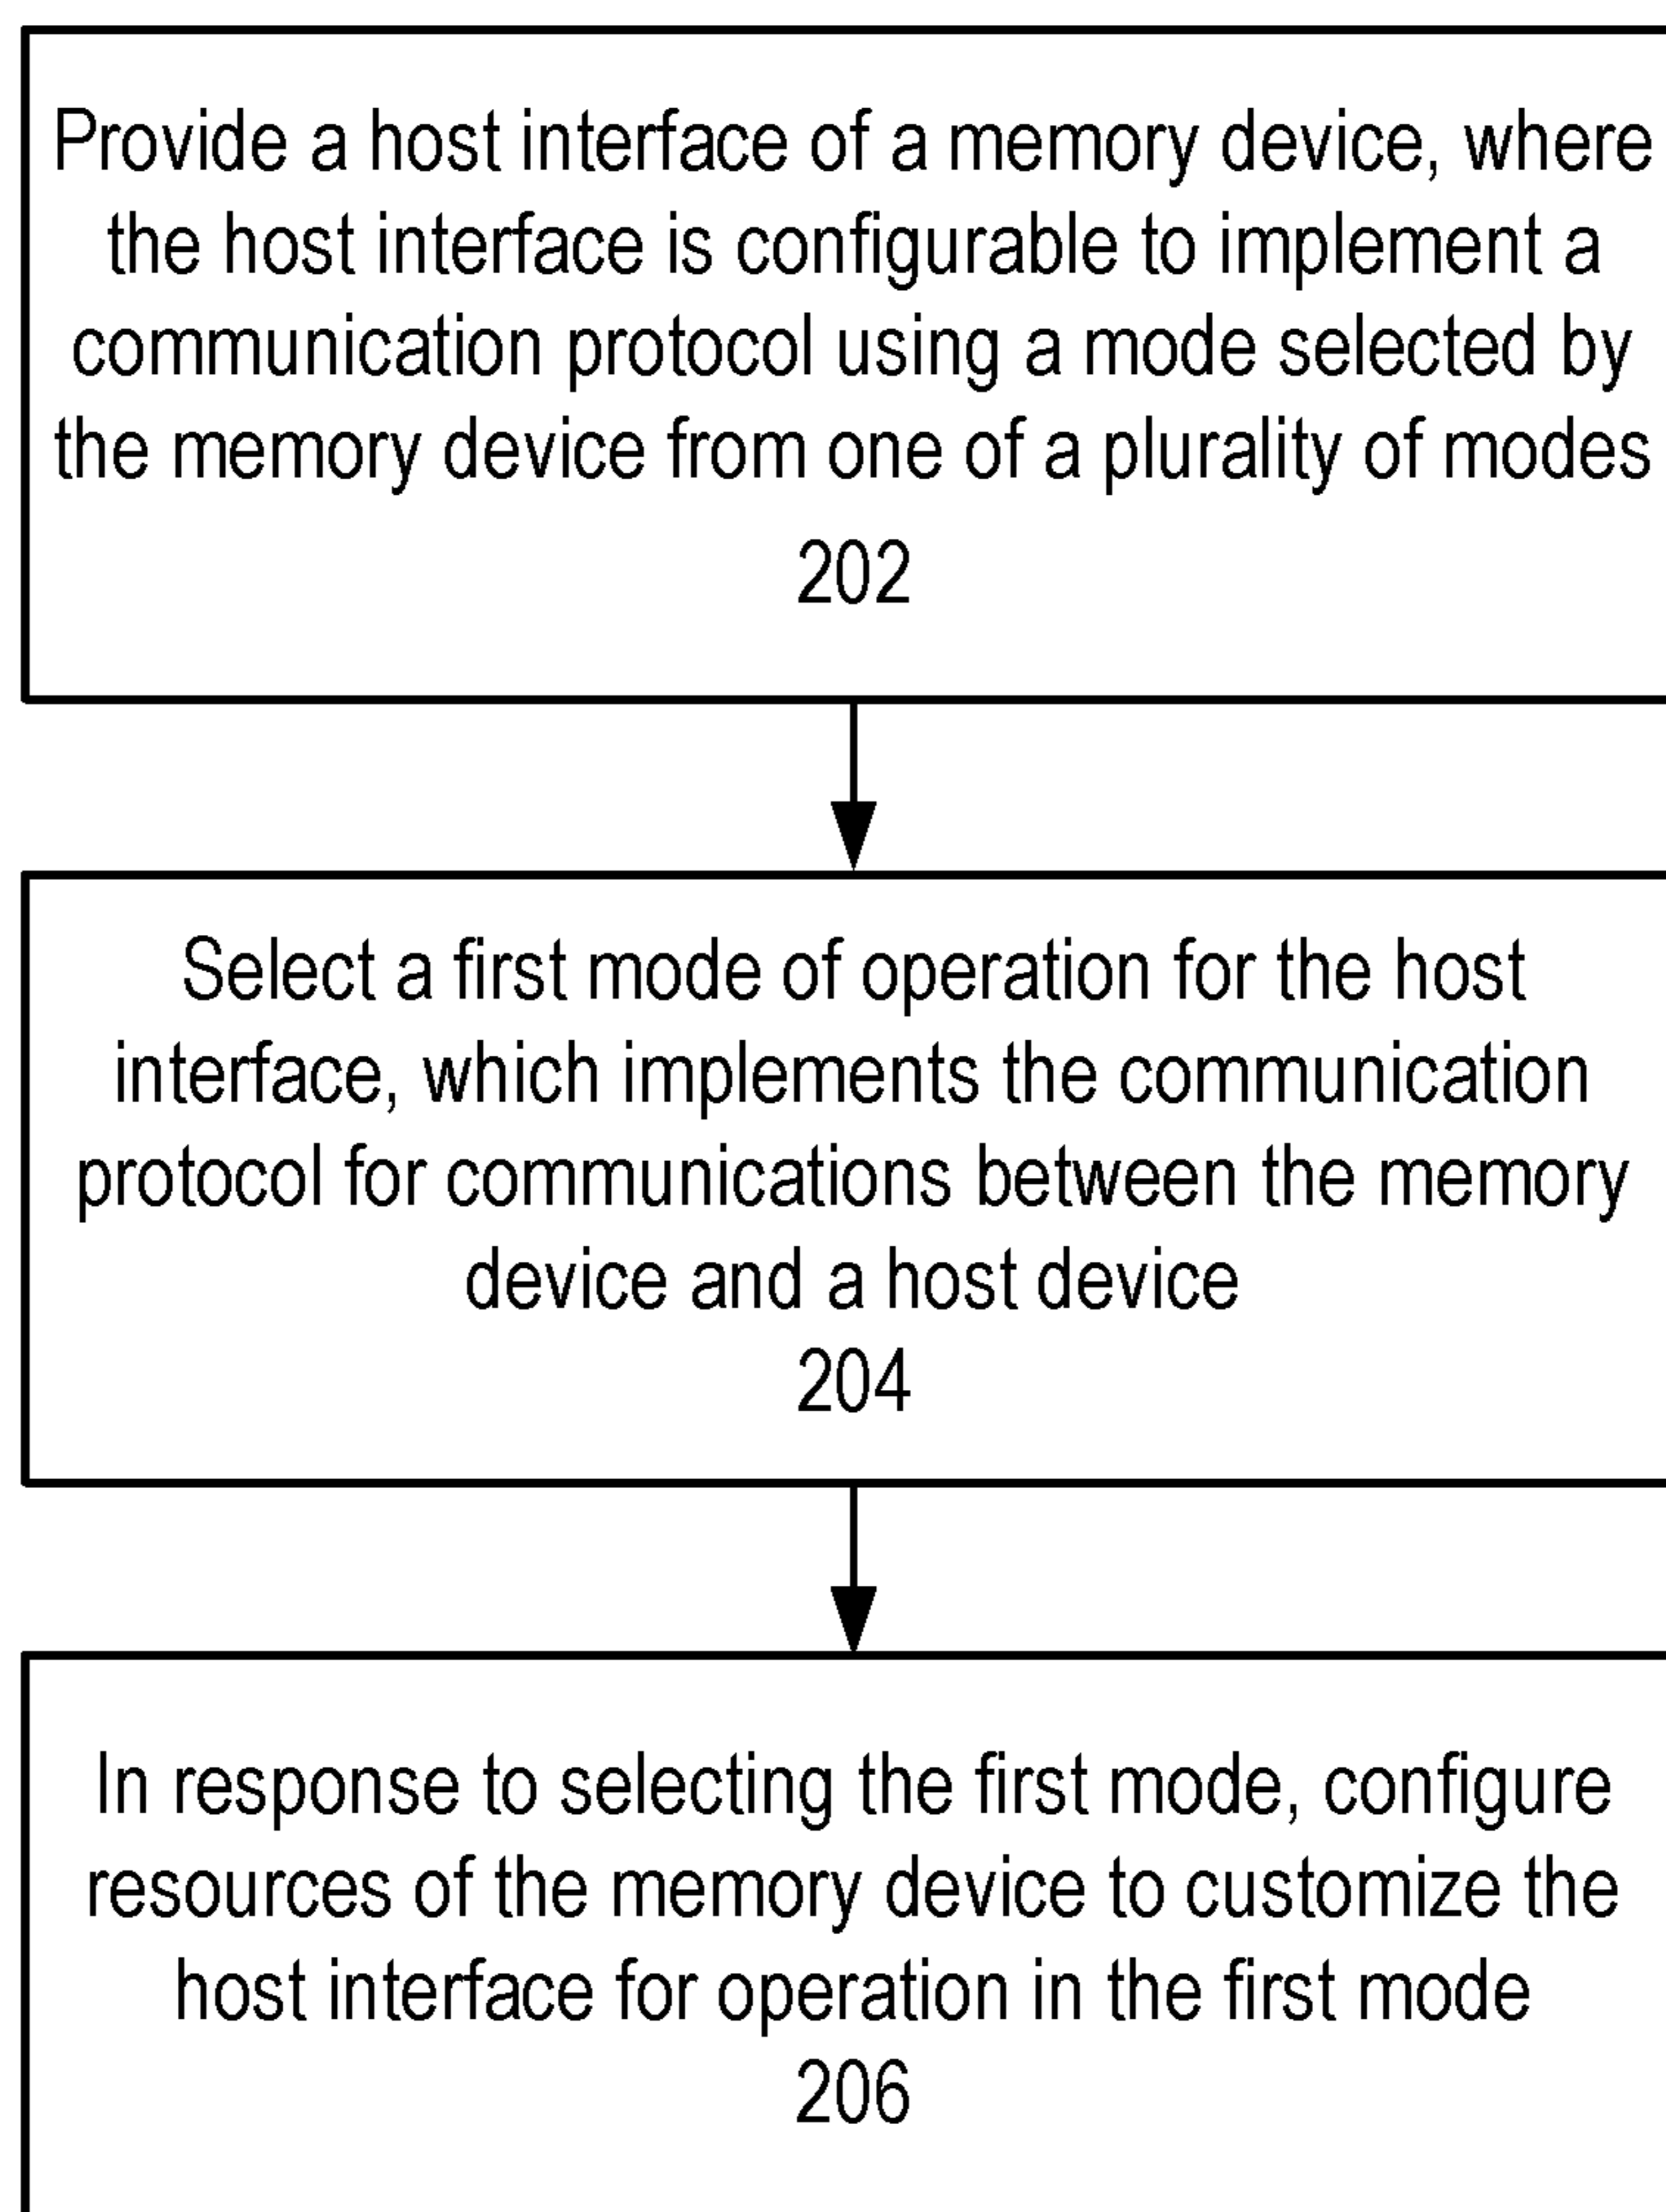 Provide a host interface of a memory device, where
the host interface is configurable to implement a
communication protocol using a mode selected by
the memory device from one of a plurality of modes
202
Select a first mode of operation for the host
interface, which implements the communication
protocol for communications between the memory
device and a host device
204
In response to selecting the first mode, configure
resources of the memory device to customize the
host interface for operation in the first mode
206